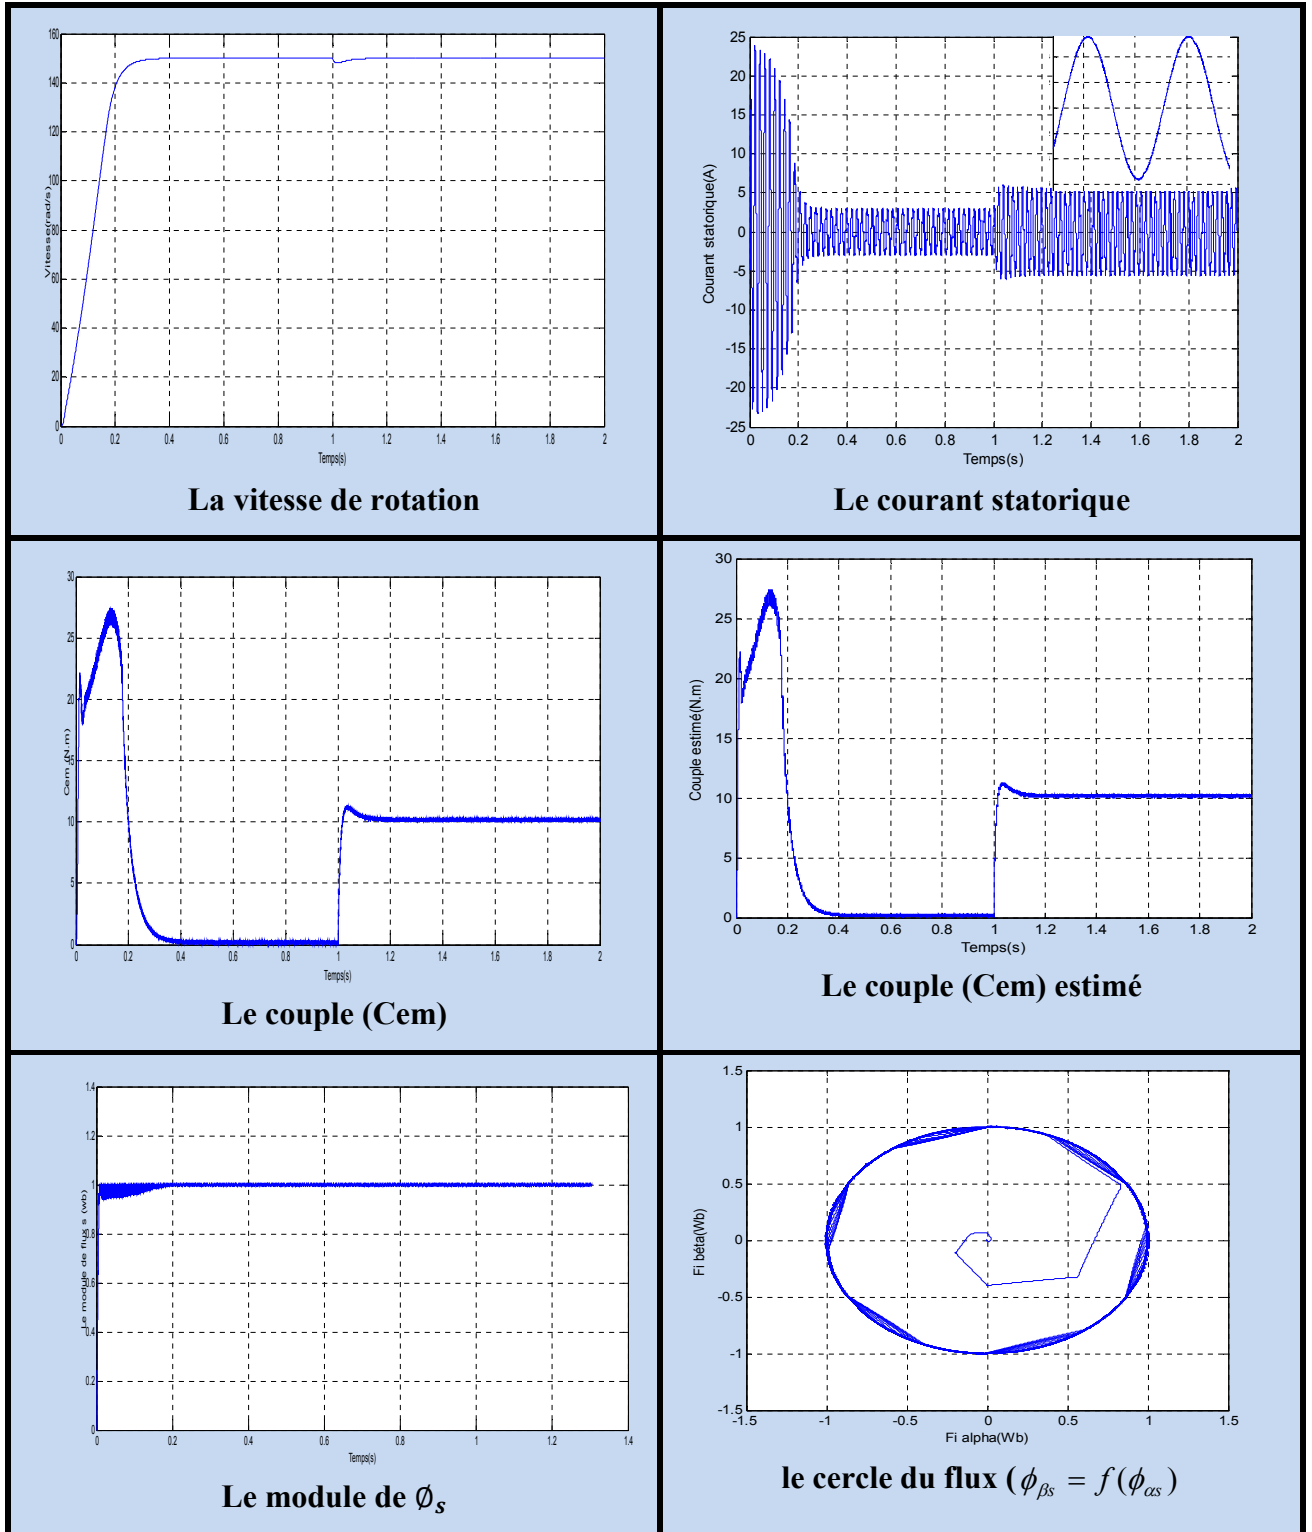 160
140
120
100
80
60
40
20
0
Vitesse(rad/s)
0 0.2 0.4 0.6 0.8 1 1.2 1.4 1.6 1.8 2
Temps(s)
La vitesse de rotation
25
20
15
10
5
0
-5
-10
-15
-20
-25
Courant statorique(A)
0 0.2 0.4 0.6 0.8 1 1.2 1.4 1.6 1.8 2
Temps(s)
Le courant statorique
30
25
20
15
10
5
0
Cem (N.m)
0 0.2 0.4 0.6 0.8 1 1.2 1.4 1.6 1.8 2
Temps(s)
Le couple (Cem)
30
25
20
15
10
5
0
Couple estimé(N.m)
0 0.2 0.4 0.6 0.8 1 1.2 1.4 1.6 1.8 2
Temps(s)
Le couple (Cem) estimé
1.4
1.2
1
0.8
0.6
0.4
0.2
0
Le module de flux s (wb)
0 0.2 0.4 0.6 0.8 1 1.2 1.4
Temps(s)
Le module de ∅s
1.5
1
0.5
0
-0.5
-1
-1.5
Fi béta(Wb)
-1.5 -1 -0.5 0 0.5 1 1.5
Fi alpha(Wb)
le cercle du flux (ϕβs = f(ϕαs)